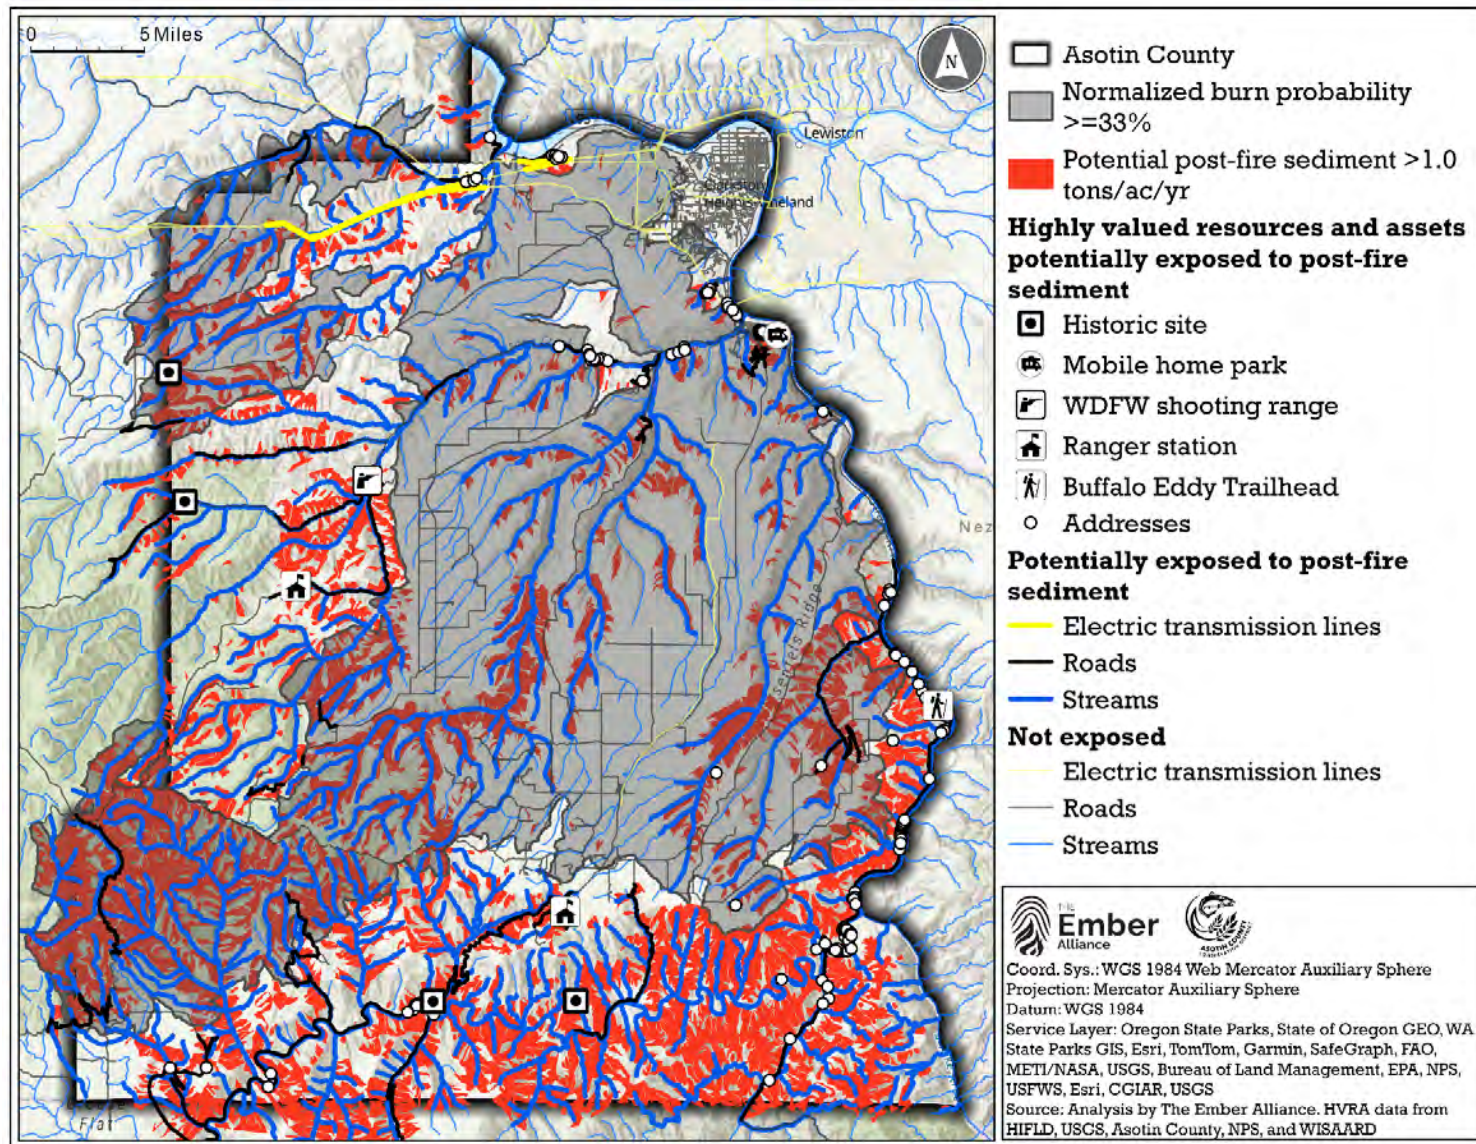 0 5 Miles
N
Lewiston
Clarkston
Heights-Vineland
Nez
Ridge
Flat
Asotin County
Normalized burn probability
>=33%
Potential post-fire sediment >1.0
tons/ac/yr
Highly valued resources and assets
potentially exposed to post-fire
sediment
Historic site
Mobile home park
WDFW shooting range
Ranger station
Buffalo Eddy Trailhead
Addresses
Potentially exposed to post-fire
sediment
Electric transmission lines
Roads
Streams
Not exposed
Electric transmission lines
Roads
Streams
THE
Ember
Alliance
ASOTIN COUNTY
Coord. Sys.: WGS 1984 Web Mercator Auxiliary Sphere
Projection: Mercator Auxiliary Sphere
Datum: WGS 1984
Service Layer: Oregon State Parks, State of Oregon GEO, WA
State Parks GIS, Esri, TomTom, Garmin, SafeGraph, FAO,
METI/NASA, USGS, Bureau of Land Management, EPA, NPS,
USFWS, Esri, CGIAR, USGS
Source: Analysis by The Ember Alliance. HVRA data from
HIFLD, USGS, Asotin County, NPS, and WISAARD